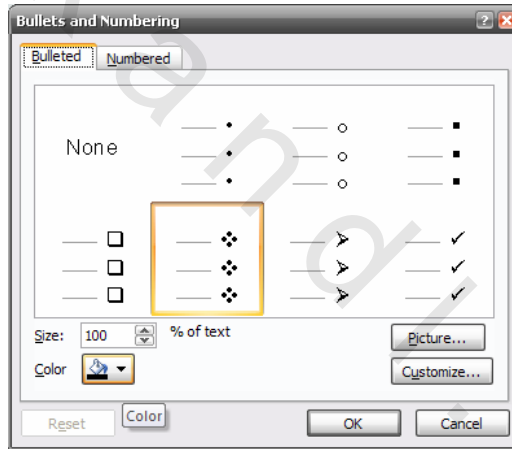 Bullets and Numbering
Bulleted Numbered
None
Size: 100 % of text
Picture...
Color
Customize...
Reset Color OK Cancel